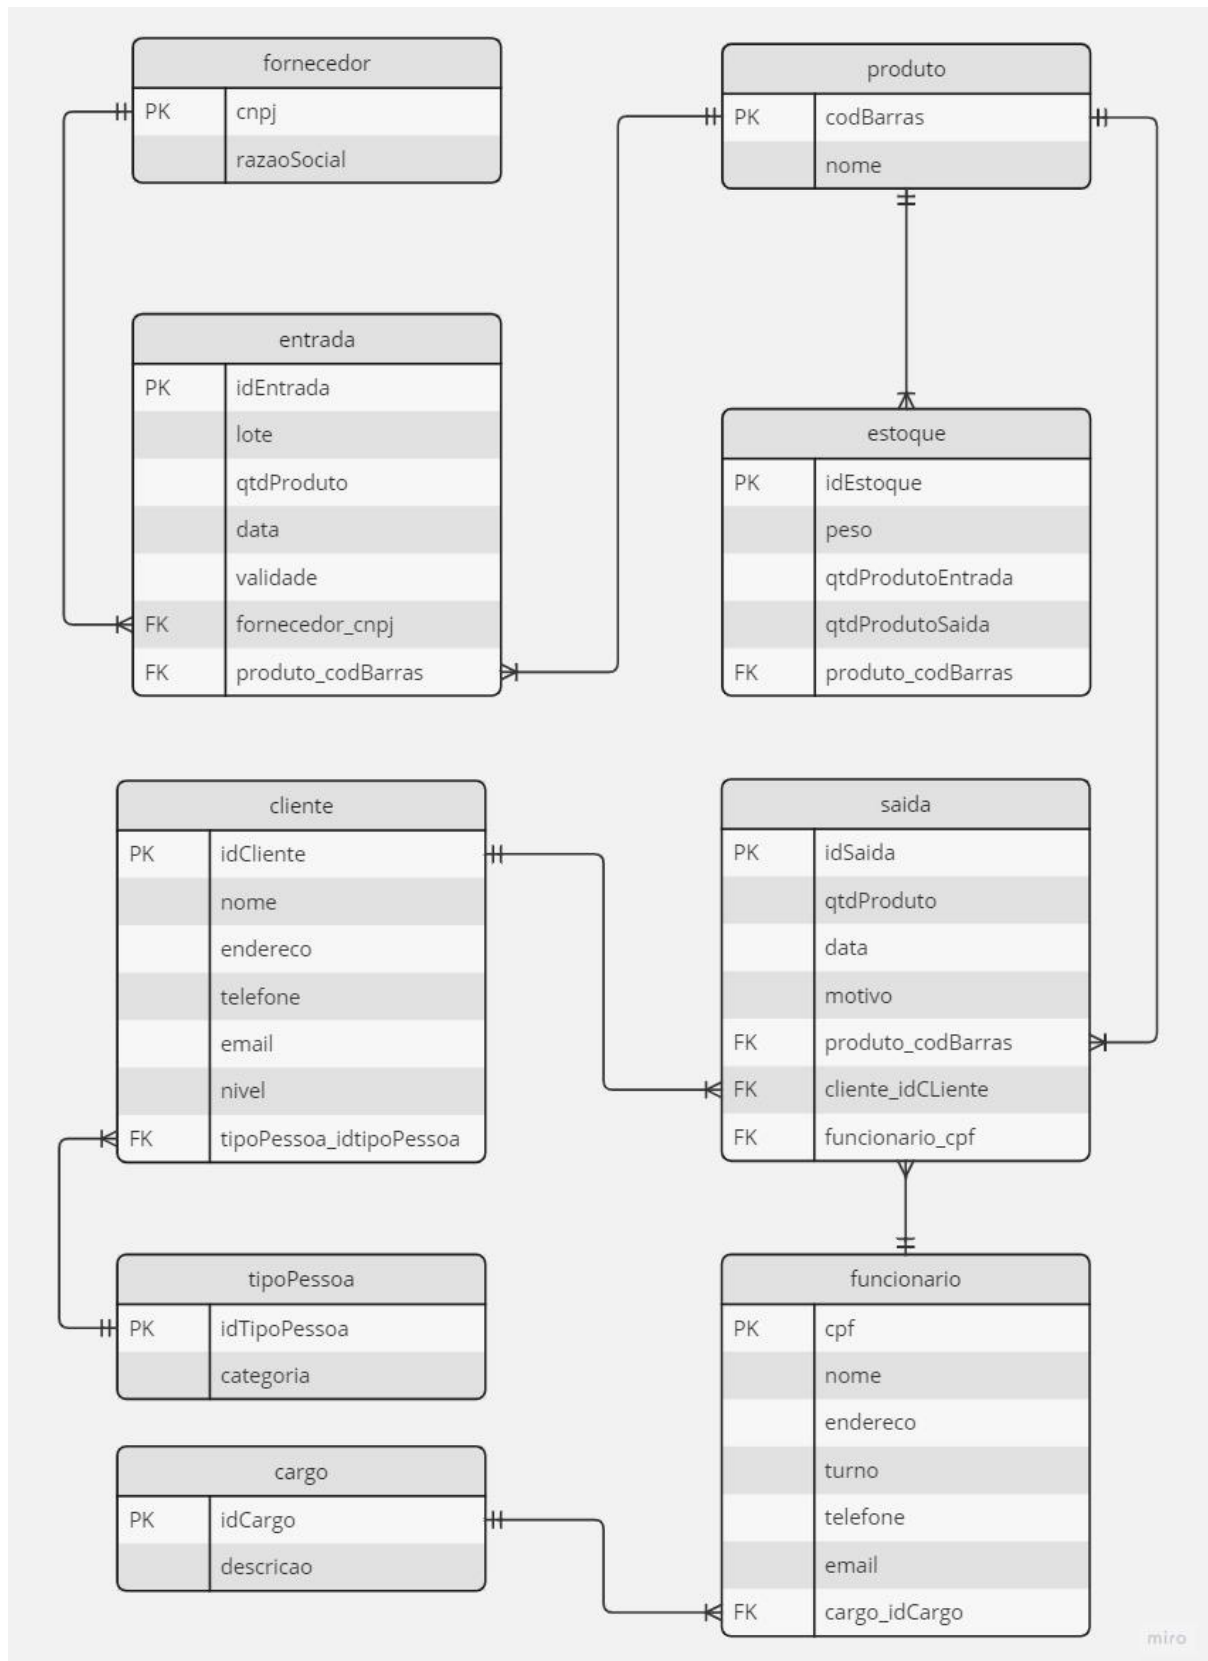 fornecedor
PK cnpj
razaoSocial
produto
PK codBarras
nome
entrada
PK idEntrada
lote
qtdProduto
data
validade
FK fornecedor_cnpj
FK produto_codBarras
estoque
PK idEstoque
peso
qtdProdutoEntrada
qtdProdutoSaida
FK produto_codBarras
cliente
PK idCliente
nome
endereco
telefone
email
nivel
FK tipoPessoa_idtipoPessoa
saida
PK idSaida
qtdProduto
data
motivo
FK produto_codBarras
FK cliente_idCLiente
FK funcionario_cpf
tipoPessoa
PK idTipoPessoa
categoria
funcionario
PK cpf
nome
endereco
turno
telefone
email
FK cargo_idCargo
cargo
PK idCargo
descricao
miro